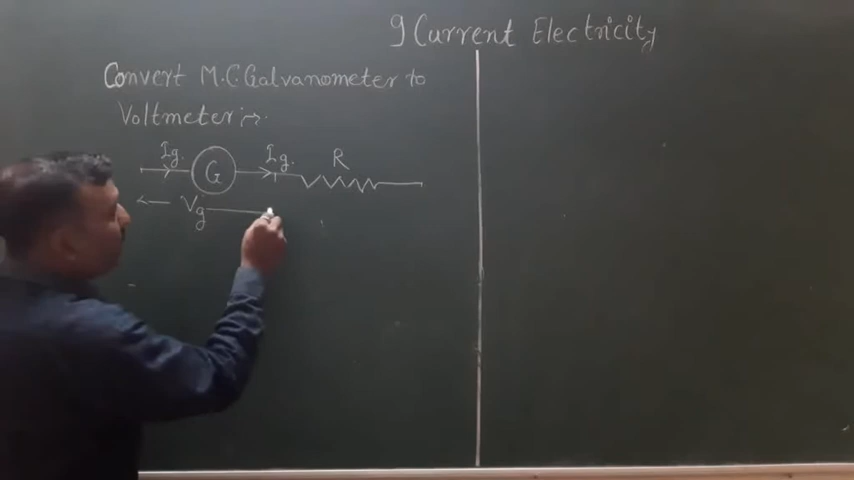 9 Current Electricity
Convert M.C Galvanometer to
Voltmeter :-
Ig. G Ig. R
Vg